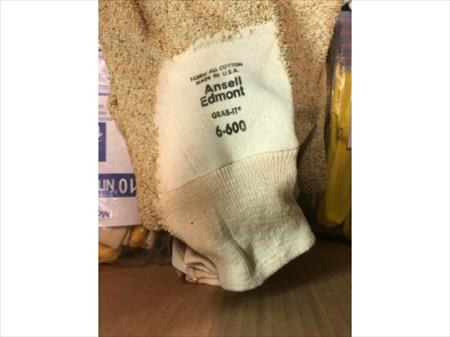 FABRIC ALL COTTON
MADE IN U.S.A.
Ansell
Edmont
GRAB-IT®
6-600